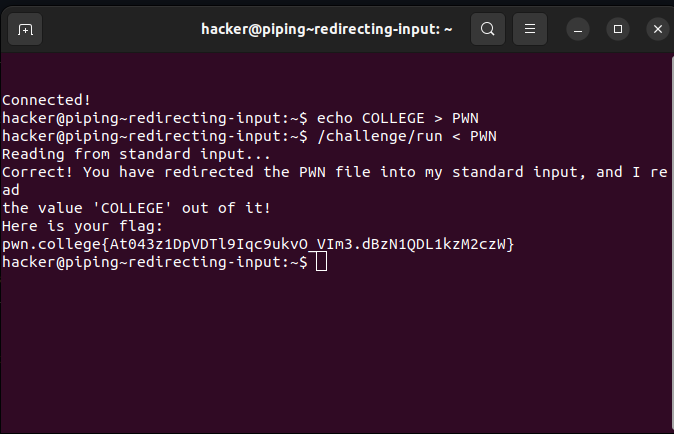 hacker@piping~redirecting-input: ~
Connected!
hacker@piping~redirecting-input:~$ echo COLLEGE > PWN
hacker@piping~redirecting-input:~$ /challenge/run < PWN
Reading from standard input...
Correct! You have redirected the PWN file into my standard input, and I re
ad
the value 'COLLEGE' out of it!
Here is your flag:
pwn.college{At043z1DpVDTl9Iqc9ukvO_VIm3.dBzN1QDL1kzM2czW}
hacker@piping~redirecting-input:~$